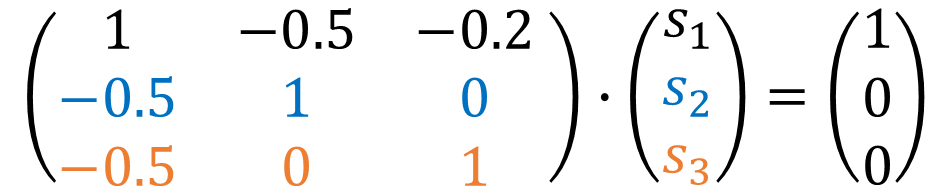 ( 1 −0.5 −0.2 ) ( s₁ ) ( 1 )
( −0.5 1 0 ) · ( s₂ ) = ( 0 )
( −0.5 0 1 ) ( s₃ ) ( 0 )